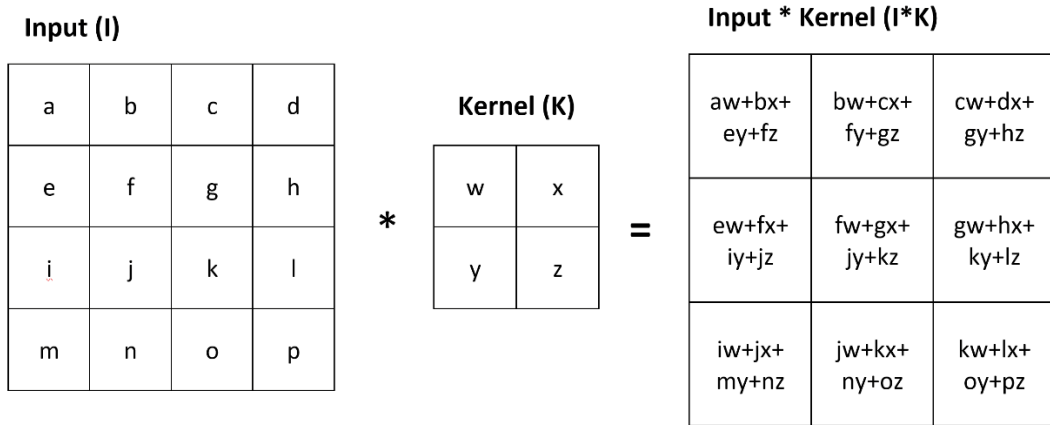 Input (I)
a b c d
e f g h
i j k l
m n o p
*
Kernel (K)
w x
y z
=
Input * Kernel (I*K)
aw+bx+
ey+fz
bw+cx+
fy+gz
cw+dx+
gy+hz
ew+fx+
iy+jz
fw+gx+
jy+kz
gw+hx+
ky+lz
iw+jx+
my+nz
jw+kx+
ny+oz
kw+lx+
oy+pz